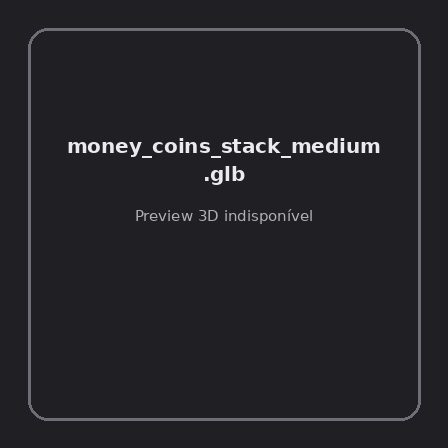 money_coins_stack_medium
.glb
Preview 3D indisponível